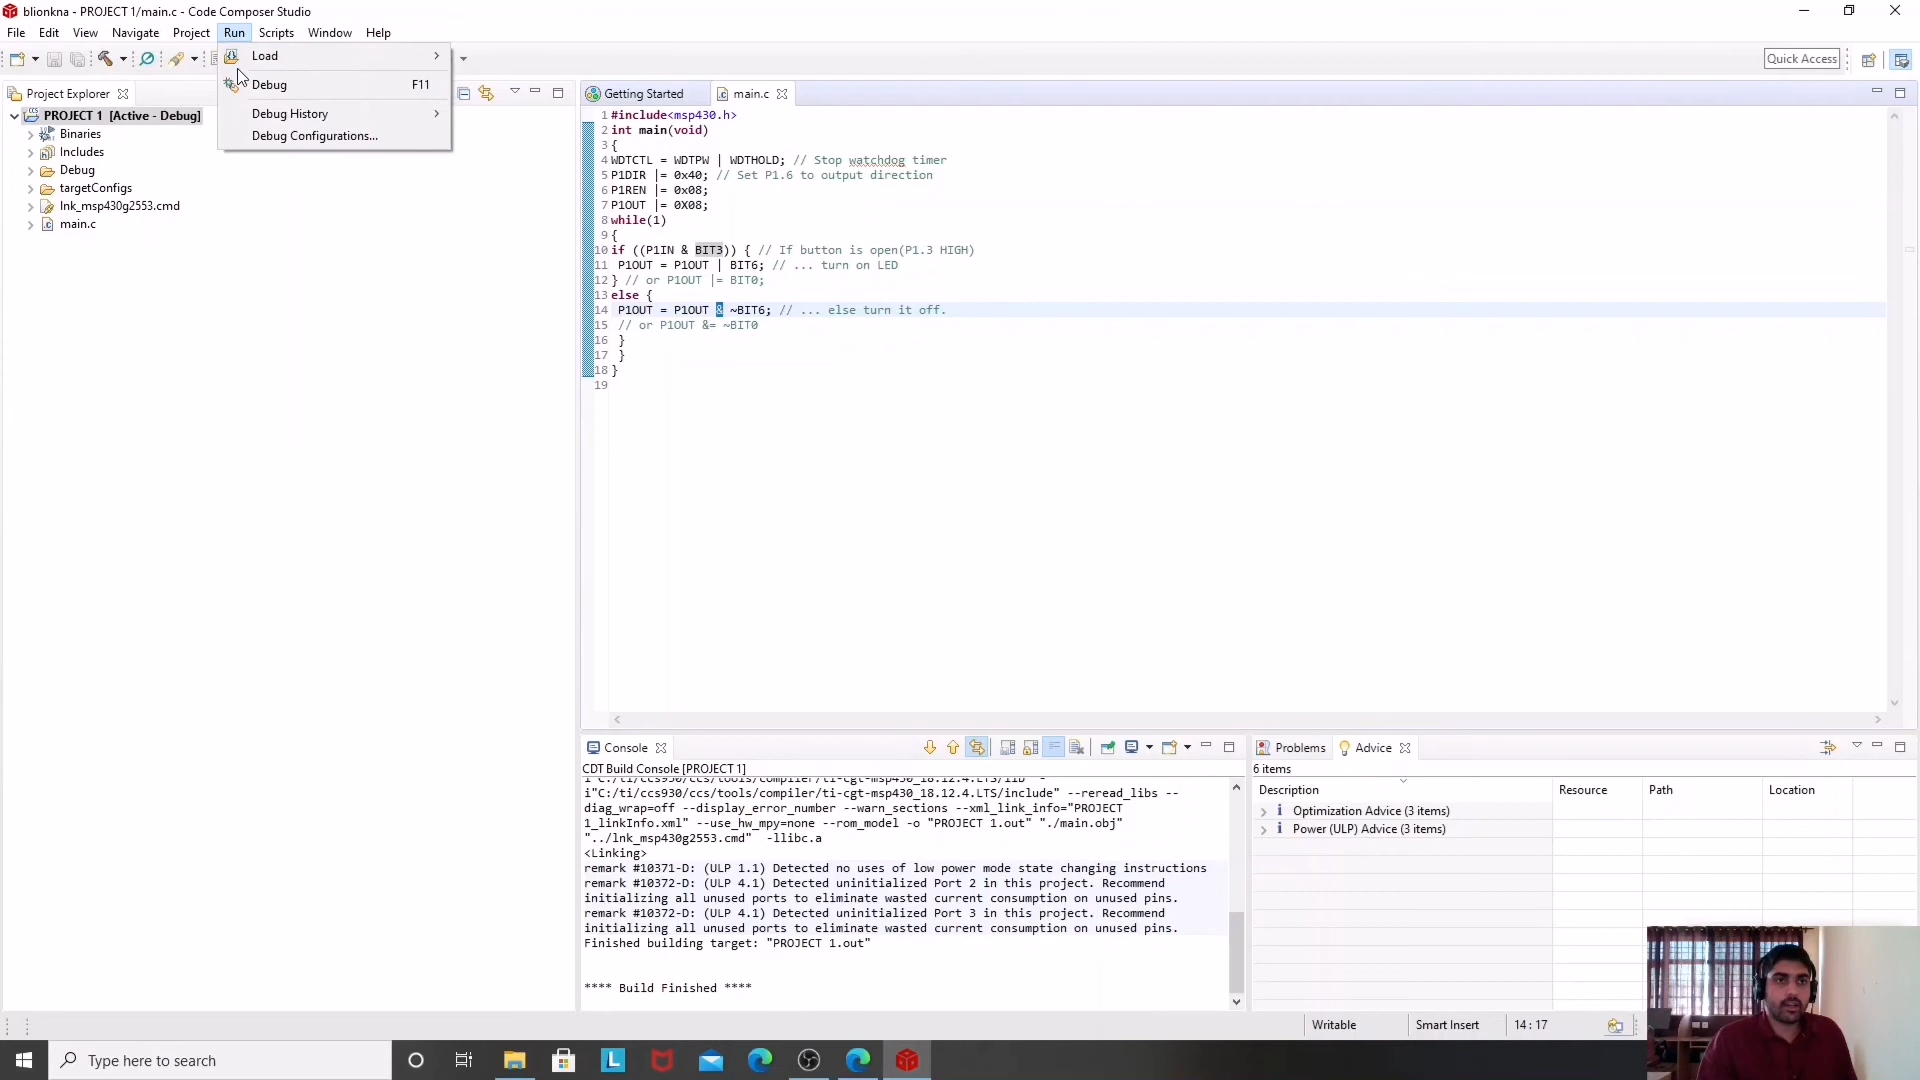 blionkna - PROJECT 1/main.c - Code Composer Studio
File Edit View Navigate Project Run Scripts Window Help
Load
Debug F11
Debug History
Debug Configurations...
Quick Access
Project Explorer
PROJECT 1 [Active - Debug]
Binaries
Includes
Debug
targetConfigs
lnk_msp430g2553.cmd
main.c
Getting Started
main.c
1 #include<msp430.h>
2 int main(void)
3 {
4 WDTCTL = WDTPW | WDTHOLD; // Stop watchdog timer
5 P1DIR |= 0x40; // Set P1.6 to output direction
6 P1REN |= 0x08;
7 P1OUT |= 0X08;
8 while(1)
9 {
10 if ((P1IN & BIT3)) { // If button is open(P1.3 HIGH)
11 P1OUT = P1OUT | BIT6; // ... turn on LED
12 } // or P1OUT |= BIT0;
13 else {
14 P1OUT = P1OUT & ~BIT6; // ... else turn it off.
15 // or P1OUT &= ~BIT0
16 }
17 }
18 }
19
Console
CDT Build Console [PROJECT 1]
i"C:/ti/ccs930/ccs/tools/compiler/ti-cgt-msp430_18.12.4.LTS/lib" -
i"C:/ti/ccs930/ccs/tools/compiler/ti-cgt-msp430_18.12.4.LTS/include" --reread_libs --
diag_wrap=off --display_error_number --warn_sections --xml_link_info="PROJECT
1_linkInfo.xml" --use_hw_mpy=none --rom_model -o "PROJECT 1.out" "./main.obj"
"../lnk_msp430g2553.cmd" -llibc.a
<Linking>
remark #10371-D: (ULP 1.1) Detected no uses of low power mode state changing instructions
remark #10372-D: (ULP 4.1) Detected uninitialized Port 2 in this project. Recommend
initializing all unused ports to eliminate wasted current consumption on unused pins.
remark #10372-D: (ULP 4.1) Detected uninitialized Port 3 in this project. Recommend
initializing all unused ports to eliminate wasted current consumption on unused pins.
Finished building target: "PROJECT 1.out"
**** Build Finished ****
Problems Advice
6 items
Description Resource Path Location
Optimization Advice (3 items)
Power (ULP) Advice (3 items)
Writable Smart Insert 14 : 17
Type here to search